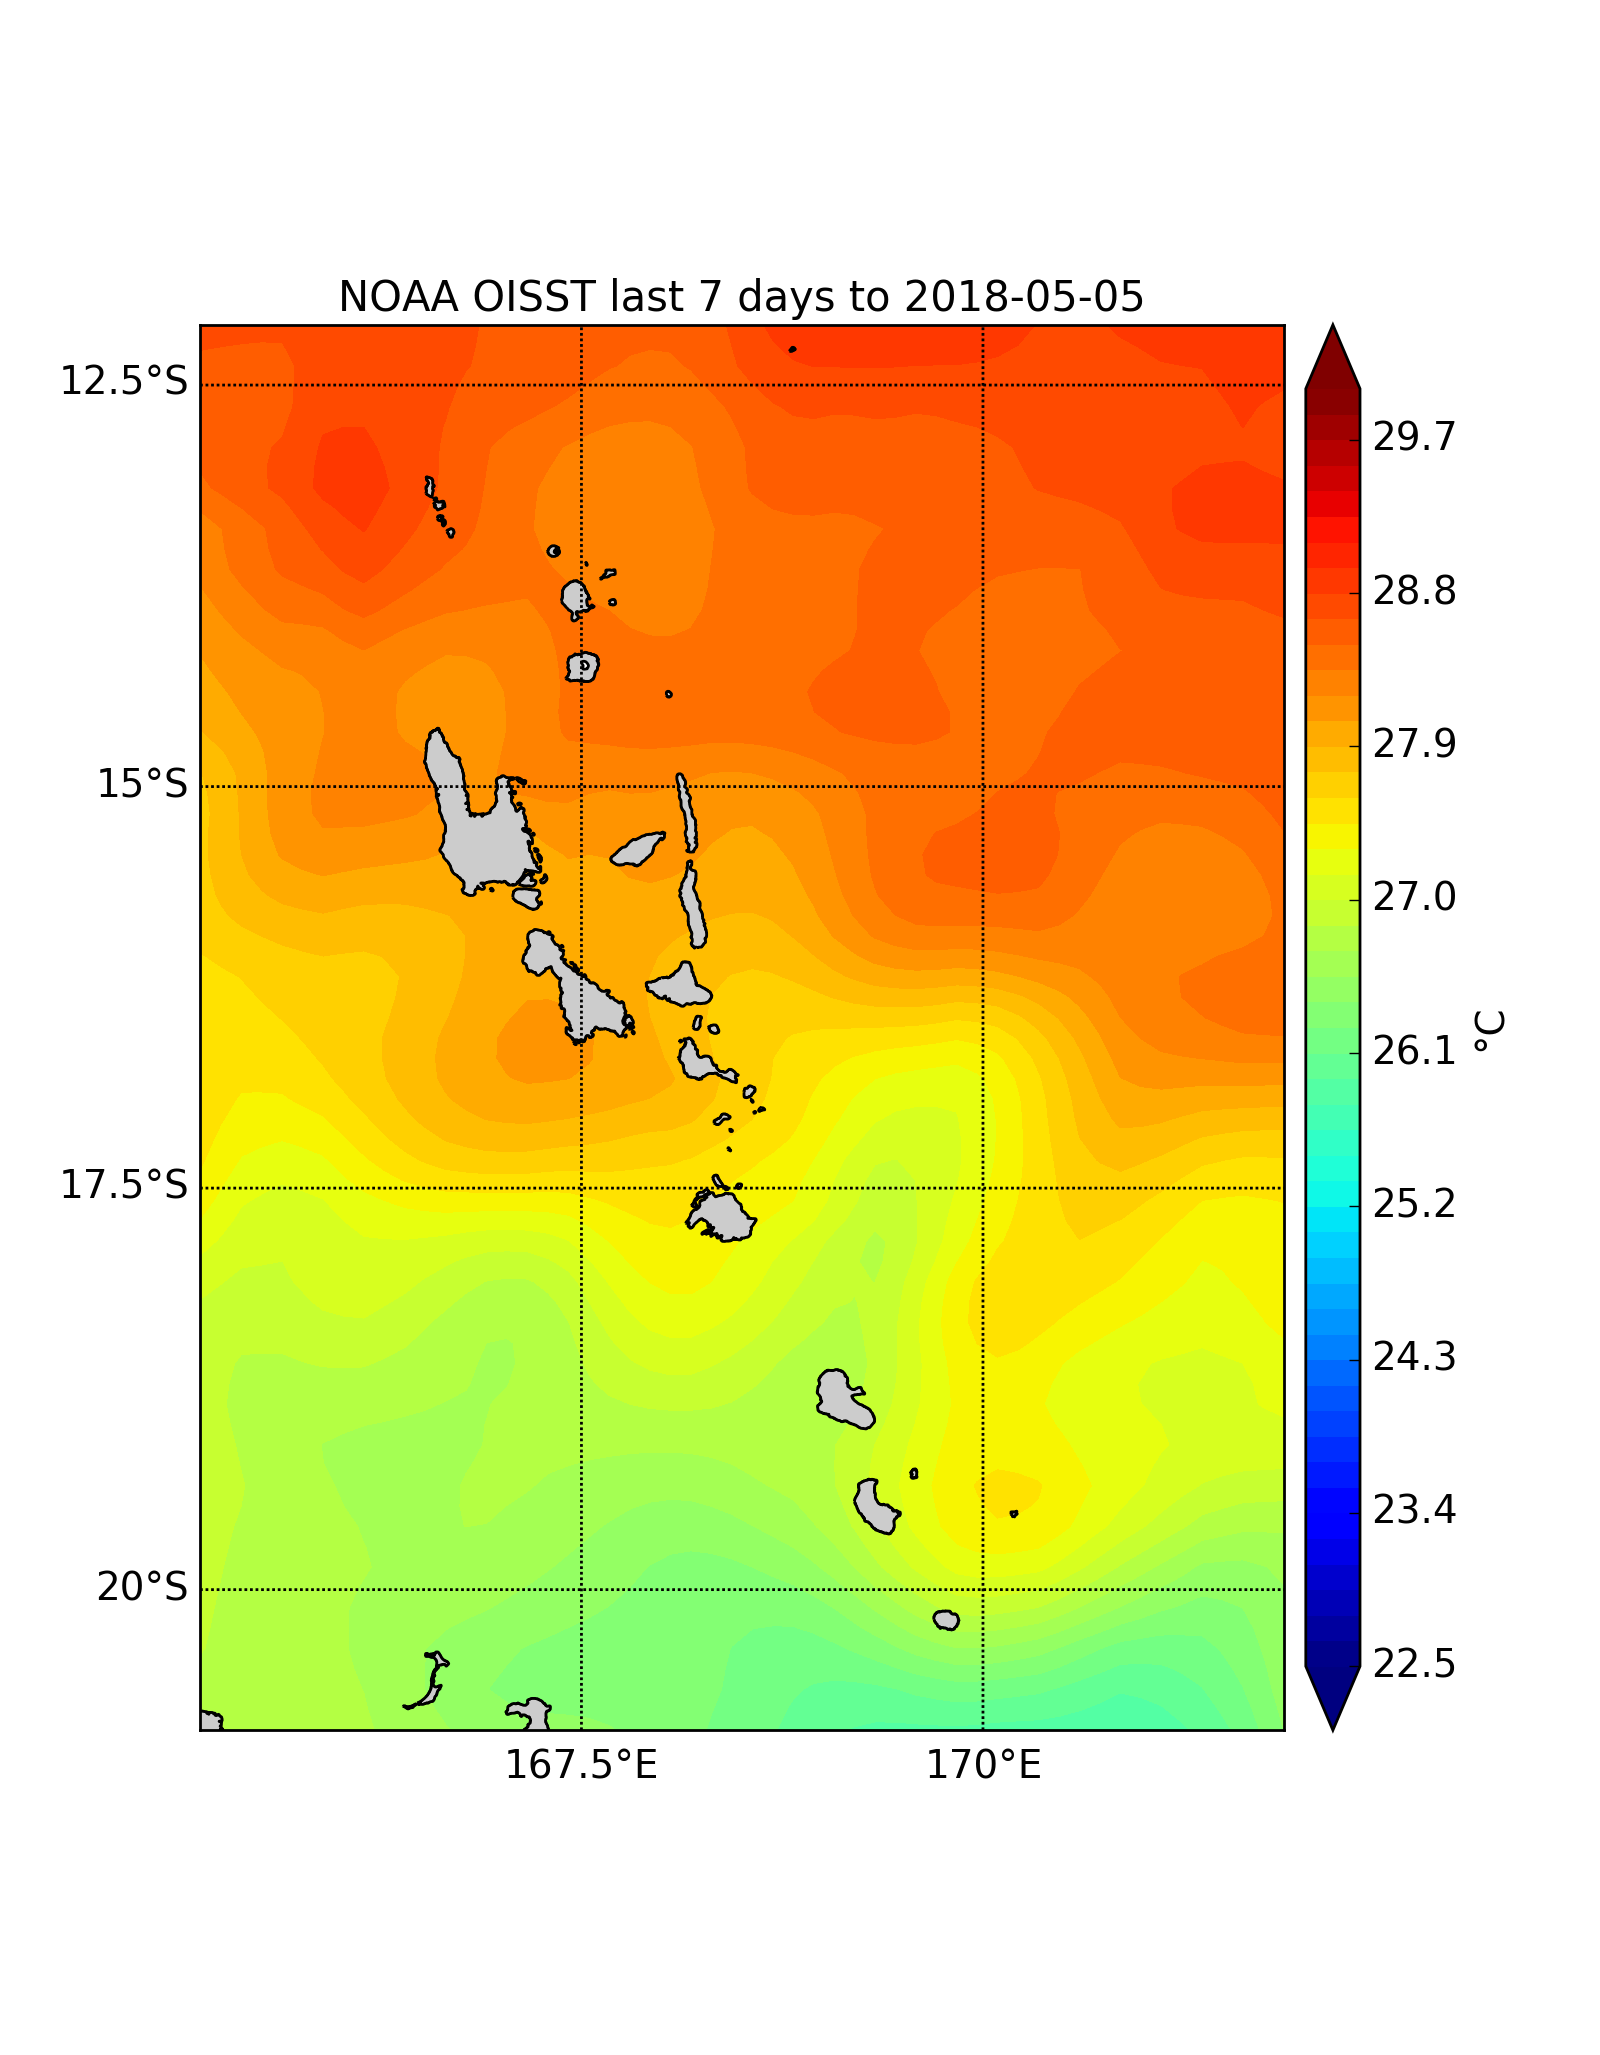 NOAA OISST last 7 days to 2018-05-05
12.5°S
15°S
17.5°S
20°S
167.5°E
170°E
29.7
28.8
27.9
27.0
26.1
25.2
24.3
23.4
22.5
°C